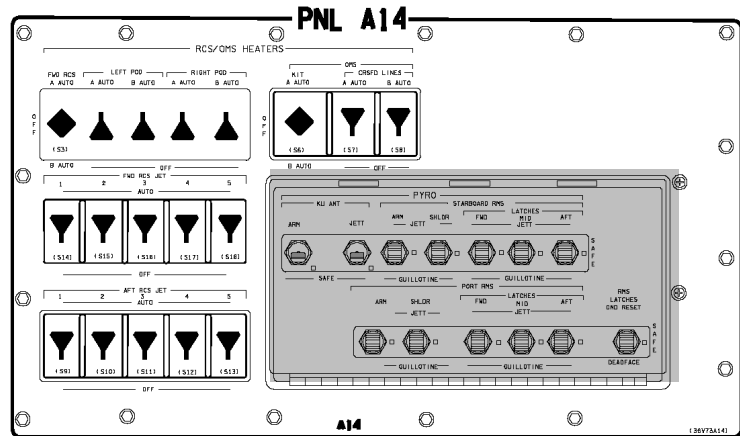 PNL A14
RCS/OMS HEATERS
FWD RCS
A AUTO
LEFT POD
A AUTO B AUTO
RIGHT POD
A AUTO B AUTO
OMS
KIT
A AUTO
CRSFD LINES
A AUTO B AUTO
OFF
(S3)
B AUTO
OFF
OFF
(S6) (S7) (S8)
B AUTO
OFF
FWD RCS JET
1 2 3 4 5
AUTO
(S14) (S15) (S16) (S17) (S18)
OFF
AFT RCS JET
1 2 3 4 5
AUTO
(S9) (S10) (S11) (S12) (S13)
OFF
PYRO
KU ANT
ARM JETT
SAFE
STARBOARD RMS
ARM SHLDR
JETT
LATCHES
FWD MID AFT
JETT
SAFE
GUILLOTINE GUILLOTINE
PORT RMS
ARM SHLDR
JETT
LATCHES
FWD MID AFT
JETT
RMS
LATCHES
GND RESET
SAFE
GUILLOTINE GUILLOTINE
DEADFACE
A14
(36V73A14)